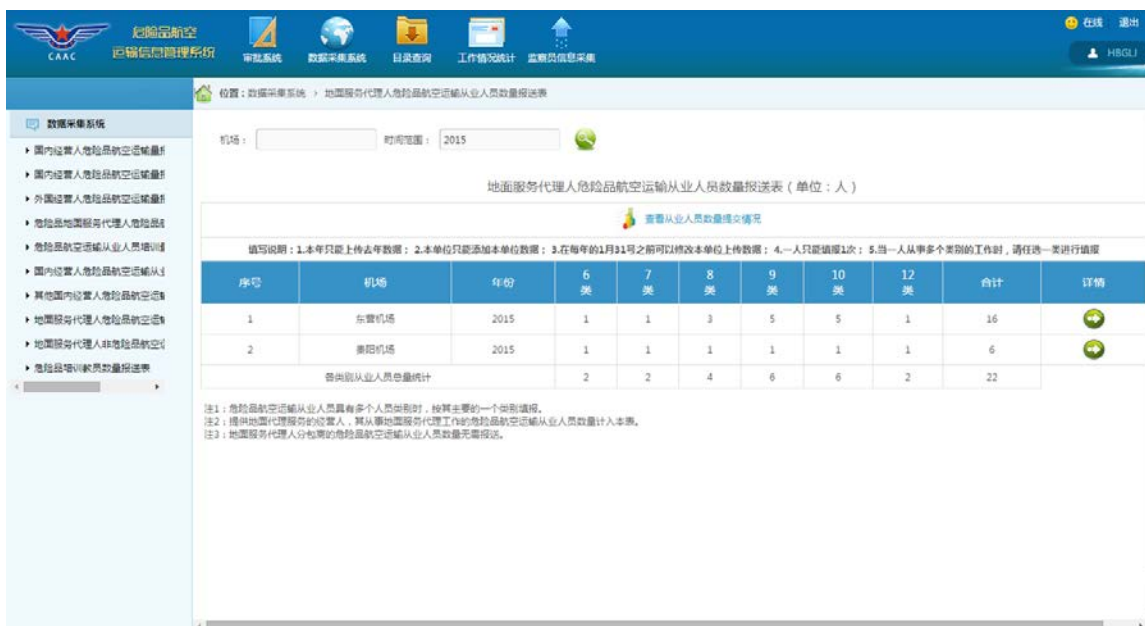 危险品航空
运输信息管理系统
CAAC
审批系统 数据采集系统 目录查询 工作情况统计 监察员信息采集
在线 退出
HBGLJ
位置：数据采集系统 › 地面服务代理人危险品航空运输从业人员数量报送表
数据采集系统
国内经营人危险品航空运输量报
国内经营人危险品航空运输量报
外国经营人危险品航空运输量报
危险品地面服务代理人危险品
危险品航空运输从业人员培训
国内经营人危险品航空运输从业
其他国内经营人危险品航空运输
地面服务代理人危险品航空运输
地面服务代理人非危险品航空运
危险品培训教员数量报送表
机场： 时间范围： 2015
地面服务代理人危险品航空运输从业人员数量报送表（单位：人）
查看从业人员数量提交情况
填写说明：1.本年只能上传去年数据； 2.本单位只能添加本单位数据； 3.在每年的1月31号之前可以修改本单位上传数据； 4.一人只能填报1次； 5.当一人从事多个类别的工作时，请任选一类进行填报
序号 机场 年份 6类 7类 8类 9类 10类 12类 合计 详情
1 东营机场 2015 1 1 3 5 5 1 16
2 贵阳机场 2015 1 1 1 1 1 1 6
各类别从业人员总量统计 2 2 4 6 6 2 22
注1：危险品航空运输从业人员具有多个人员类别时，按其主要的一个类别填报。
注2：提供地面代理服务的经营人，其从事地面服务代理工作的危险品航空运输从业人员数量计入本表。
注3：地面服务代理人分包商的危险品航空运输从业人员数量无需报送。